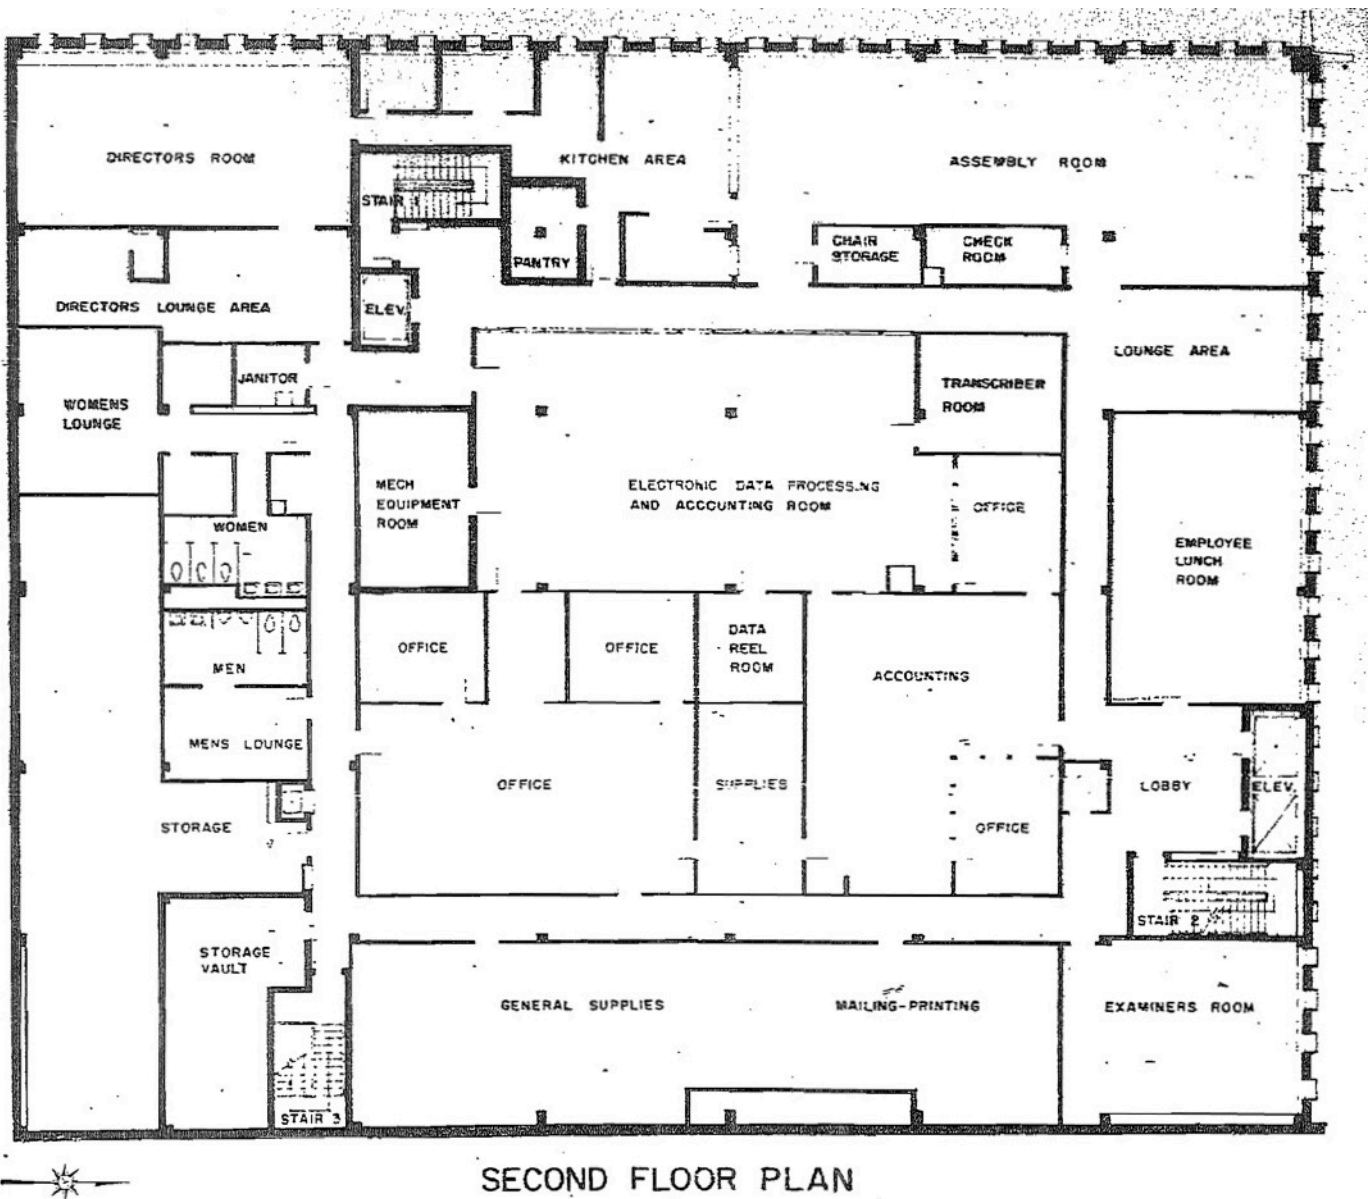 DIRECTORS ROOM
KITCHEN AREA
ASSEMBLY ROOM
STAIR 1
PANTRY
CHAIR
STORAGE
CHECK
ROOM
DIRECTORS LOUNGE AREA
ELEV.
LOUNGE AREA
JANITOR
TRANSCRIBER
ROOM
WOMENS
LOUNGE
MECH
EQUIPMENT
ROOM
ELECTRONIC DATA PROCESSING
AND ACCOUNTING ROOM
OFFICE
WOMEN
EMPLOYEE
LUNCH
ROOM
OFFICE
OFFICE
DATA
REEL
ROOM
MEN
ACCOUNTING
MENS LOUNGE
OFFICE
SUPPLIES
LOBBY
ELEV.
STORAGE
OFFICE
STAIR 2
STORAGE
VAULT
GENERAL SUPPLIES
MAILING-PRINTING
EXAMINERS ROOM
STAIR 3
SECOND FLOOR PLAN